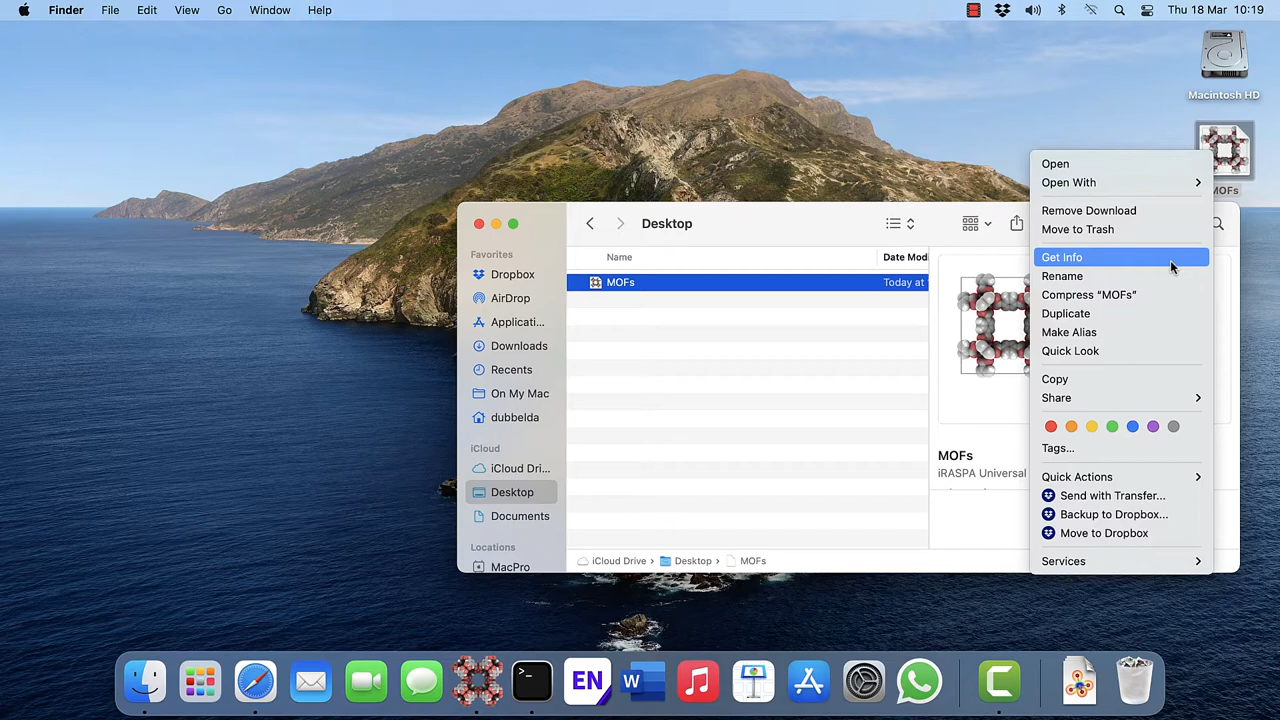 Finder File Edit View Go Window Help Thu 18 Mar 10:19
Macintosh HD
MOFs
Desktop
Favorites
Dropbox
AirDrop
Applicati...
Downloads
Recents
On My Mac
dubbelda
iCloud
iCloud Dri...
Desktop
Documents
Locations
MacPro
Name Date Mod
MOFs Today at
MOFs
iRASPA Universal
iCloud Drive Desktop MOFs
Open
Open With
Remove Download
Move to Trash
Get Info
Rename
Compress “MOFs”
Duplicate
Make Alias
Quick Look
Copy
Share
Tags...
Quick Actions
Send with Transfer...
Backup to Dropbox...
Move to Dropbox
Services
>_ EN W C